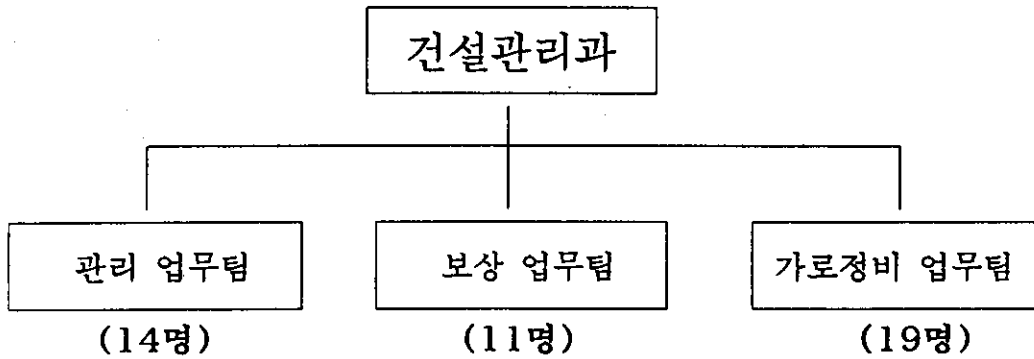 건설관리과
관리 업무팀 보상 업무팀 가로정비 업무팀
(14명) (11명) (19명)